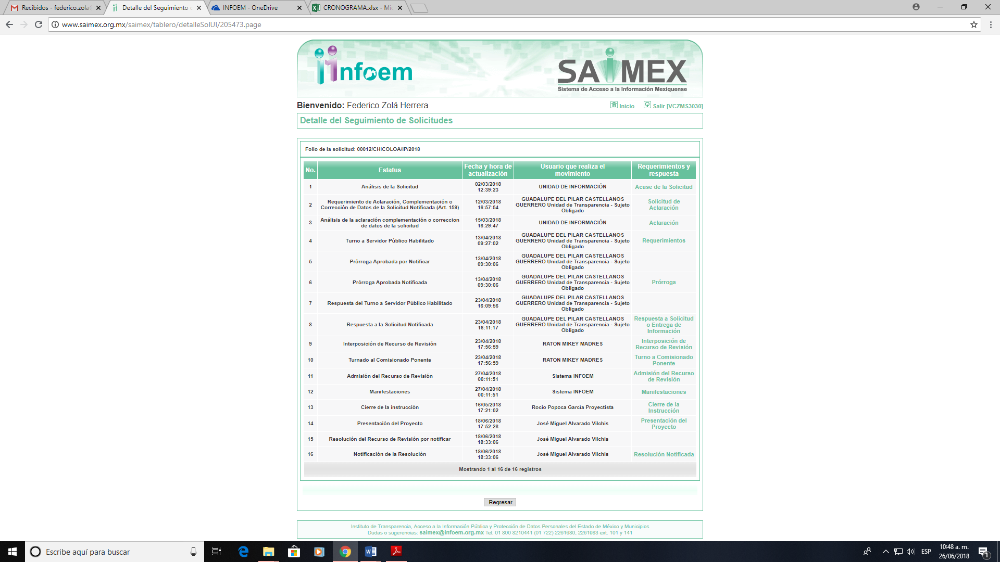 Recibidos - federico.zola
Detalle del Seguimiento
INFOEM - OneDrive
CRONOGRAMA.xlsx - Mic
www.saimex.org.mx/saimex/tablero/detalleSolUI/205473.page
infoem
SAIMEX
Sistema de Acceso a la Información Mexiquense
Bienvenido: Federico Zolá Herrera
Inicio
Salir [VCZMS3030]
Detalle del Seguimiento de Solicitudes
Folio de la solicitud: 00012/CHICOLOA/IP/2018
No. Estatus Fecha y hora de actualización Usuario que realiza el movimiento Requerimientos y respuesta
1 Análisis de la Solicitud 02/03/2018 12:39:23 UNIDAD DE INFORMACIÓN Acuse de la Solicitud
2 Requerimiento de Aclaración, Complementación o Corrección de Datos de la Solicitud Notificada (Art. 159) 12/03/2018 16:57:54 GUADALUPE DEL PILAR CASTELLANOS GUERRERO Unidad de Transparencia - Sujeto Obligado Solicitud de Aclaración
3 Análisis de la aclaración complementación o correccion de datos de la solicitud 15/03/2018 16:29:47 UNIDAD DE INFORMACIÓN Aclaración
4 Turno a Servidor Público Habilitado 13/04/2018 09:27:02 GUADALUPE DEL PILAR CASTELLANOS GUERRERO Unidad de Transparencia - Sujeto Obligado Requerimientos
5 Prórroga Aprobada por Notificar 13/04/2018 09:30:06 GUADALUPE DEL PILAR CASTELLANOS GUERRERO Unidad de Transparencia - Sujeto Obligado
6 Prórroga Aprobada Notificada 13/04/2018 09:30:06 GUADALUPE DEL PILAR CASTELLANOS GUERRERO Unidad de Transparencia - Sujeto Obligado Prórroga
7 Respuesta del Turno a Servidor Público Habilitado 23/04/2018 16:09:56 GUADALUPE DEL PILAR CASTELLANOS GUERRERO Unidad de Transparencia - Sujeto Obligado
8 Respuesta a la Solicitud Notificada 23/04/2018 16:11:17 GUADALUPE DEL PILAR CASTELLANOS GUERRERO Unidad de Transparencia - Sujeto Obligado Respuesta a Solicitud o Entrega de Información
9 Interposición de Recurso de Revisión 23/04/2018 17:56:59 RATON MIKEY MADRES Interposición de Recurso de Revisión
10 Turnado al Comisionado Ponente 23/04/2018 17:56:59 RATON MIKEY MADRES Turno a Comisionado Ponente
11 Admisión del Recurso de Revisión 27/04/2018 00:11:51 Sistema INFOEM Admisión del Recurso de Revisión
12 Manifestaciones 27/04/2018 00:11:51 Sistema INFOEM Manifestaciones
13 Cierre de la instrucción 16/05/2018 17:21:02 Rocio Popoca García Proyectista Cierre de la Instrucción
14 Presentación del Proyecto 18/06/2018 17:52:28 José Miguel Alvarado Vilchis Presentación del Proyecto
15 Resolución del Recurso de Revisión por notificar 18/06/2018 18:33:06 José Miguel Alvarado Vilchis
16 Notificación de la Resolución 18/06/2018 18:33:06 José Miguel Alvarado Vilchis Resolución Notificada
Mostrando 1 al 16 de 16 registros
Regresar
Instituto de Transparencia, Acceso a la Información Pública y Protección de Datos Personales del Estado de México y Municipios
Dudas o sugerencias: saimex@infoem.org.mx Tel. 01 800 8210441 (01 722) 2261680, 2261983 ext. 101 y 141
Escribe aquí para buscar
ESP
10:48 a. m.
26/06/2018
1